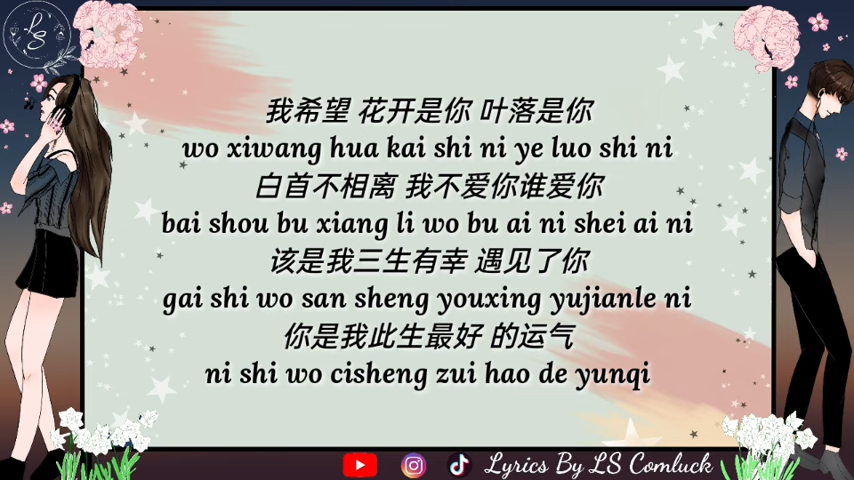 LS
我希望 花开是你 叶落是你
wo xiwang hua kai shi ni ye luo shi ni
白首不相离 我不爱你谁爱你
bai shou bu xiang li wo bu ai ni shei ai ni
该是我三生有幸 遇见了你
gai shi wo san sheng youxing yujianle ni
你是我此生最好 的运气
ni shi wo cisheng zui hao de yunqi
Lyrics By LS Comluck